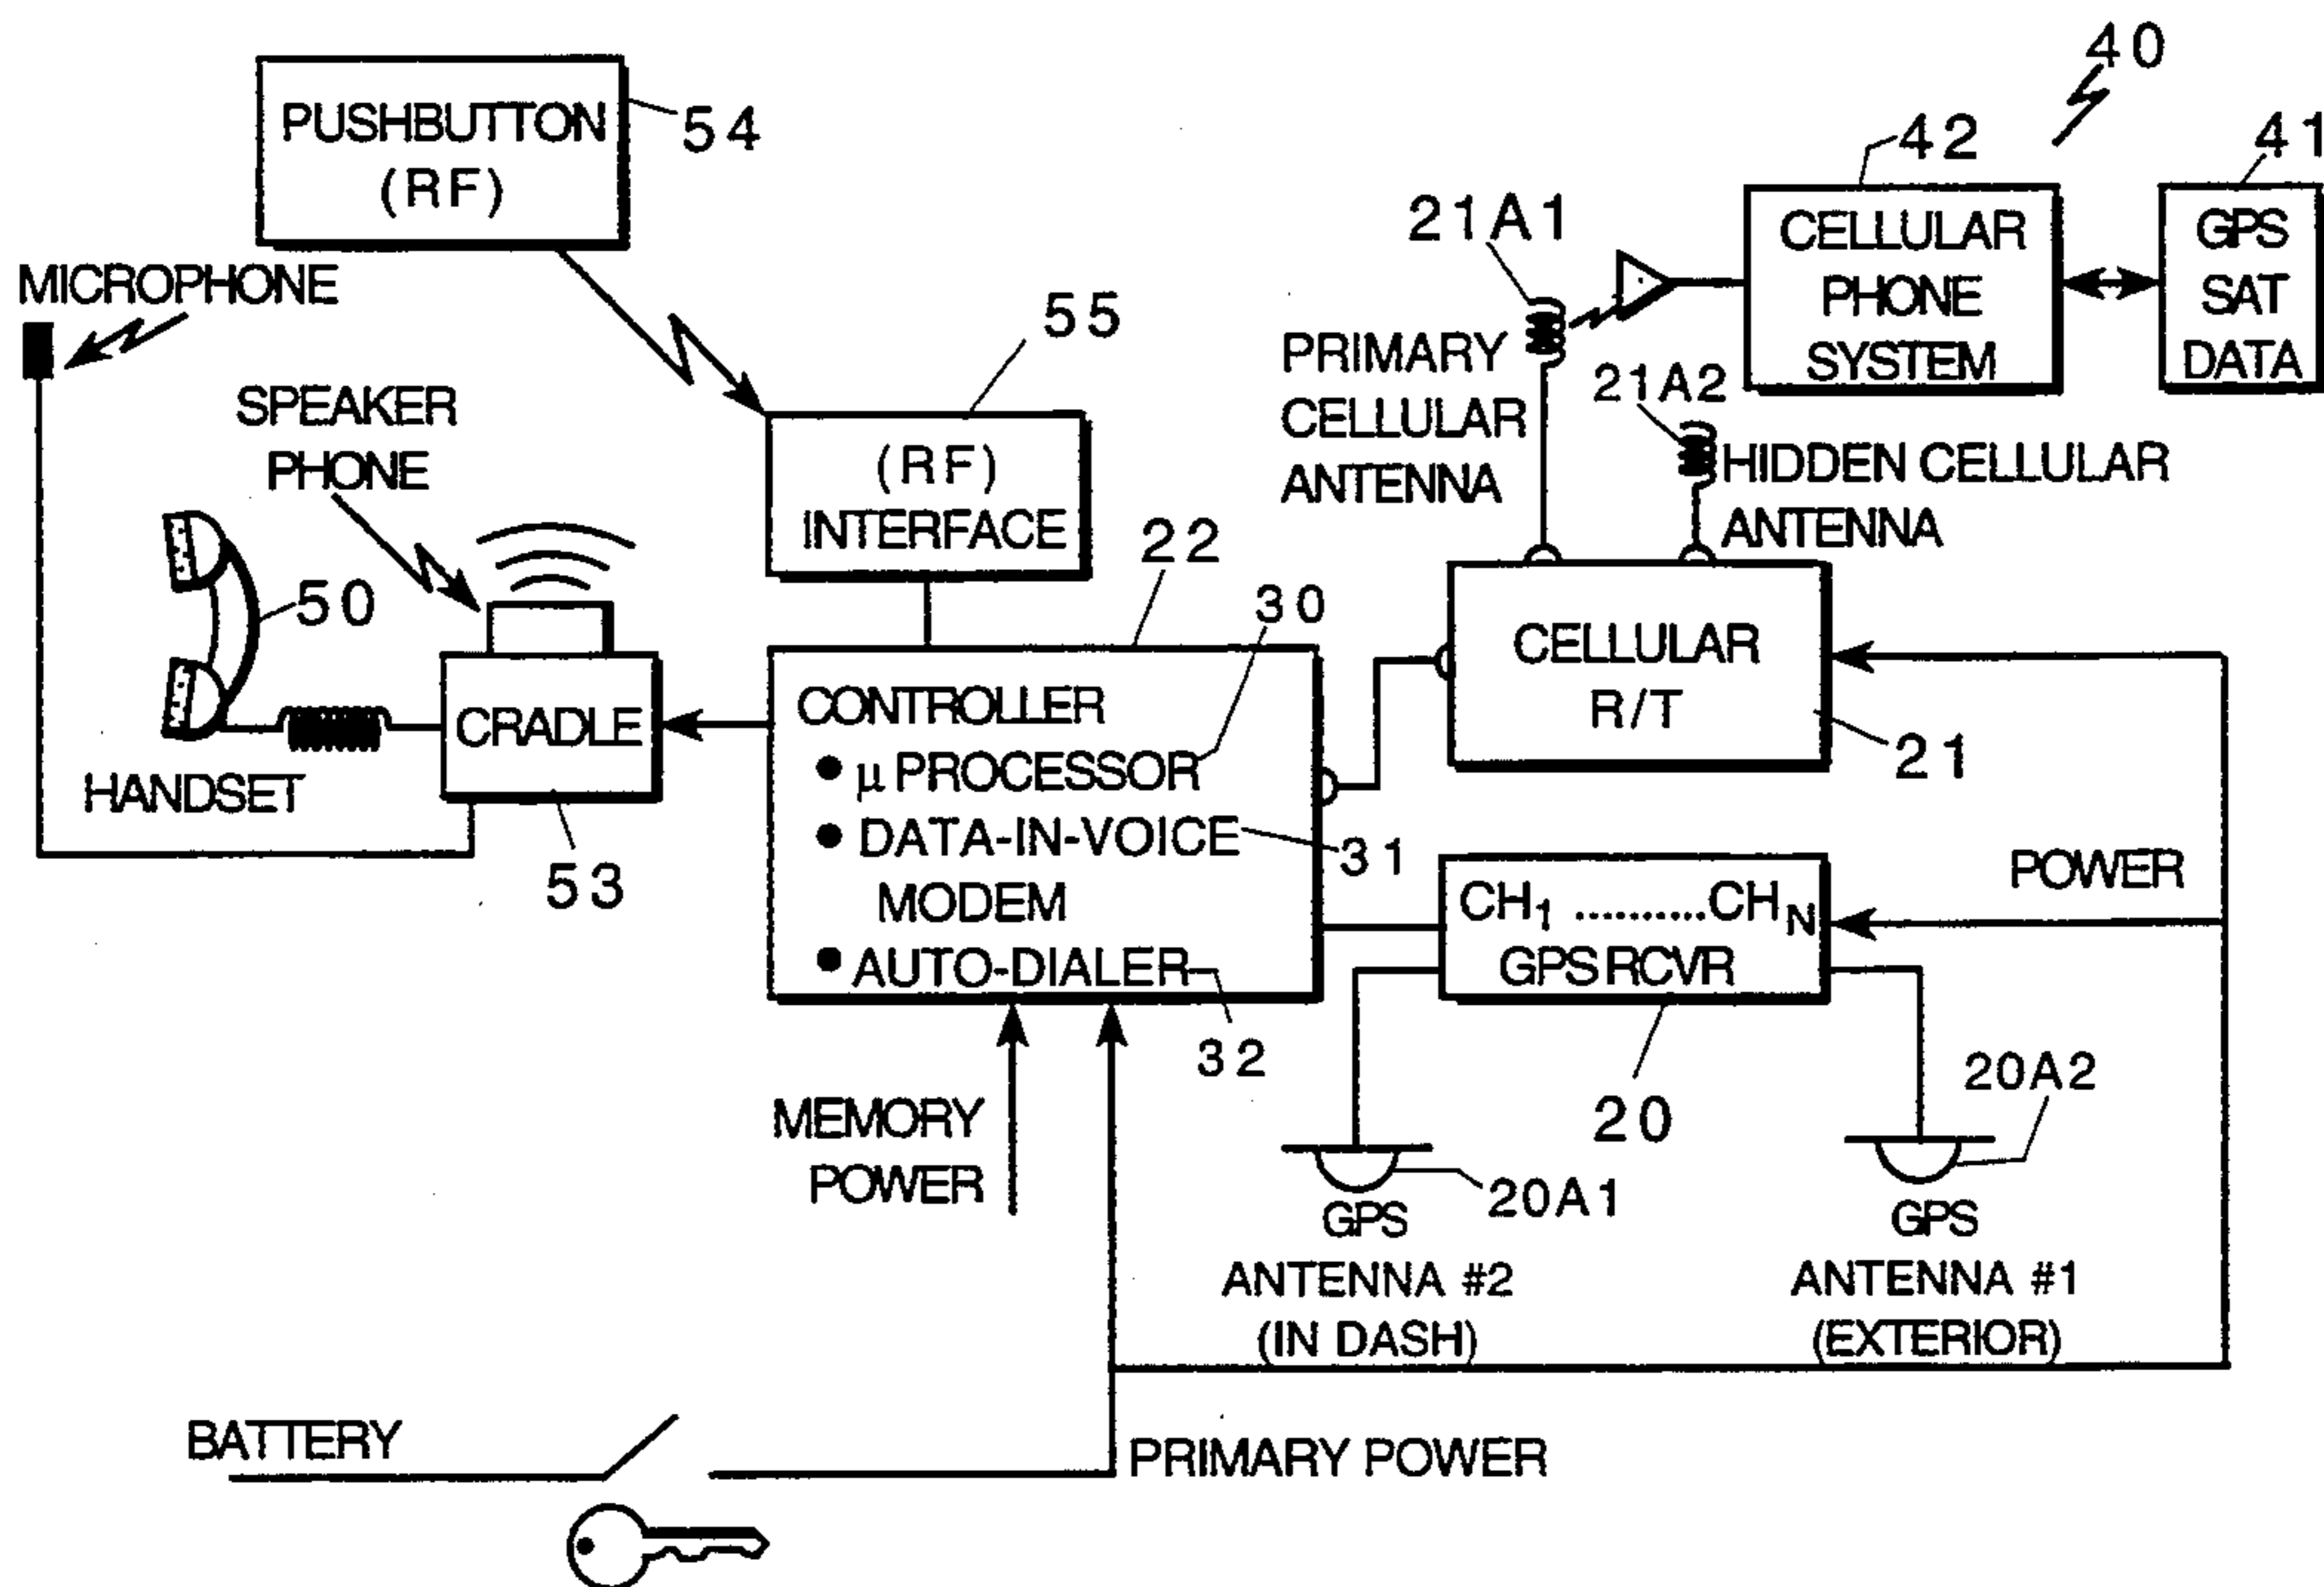 40
PUSHBUTTON
(RF)
54
42
41
MICROPHONE
21A1
CELLULAR
PHONE
SYSTEM
GPS
SAT
DATA
55
PRIMARY
CELLULAR
ANTENNA
21A2
HIDDEN CELLULAR
ANTENNA
SPEAKER
PHONE
(RF)
INTERFACE
22
50
30
CELLULAR
R/T
21
CRADLE
HANDSET
53
CONTROLLER
• µ PROCESSOR
• DATA-IN-VOICE
MODEM
• AUTO-DIALER
31
32
POWER
CH1 ..........CHN
GPS RCVR
20
20A2
MEMORY
POWER
20A1
GPS
ANTENNA #2
(IN DASH)
GPS
ANTENNA #1
(EXTERIOR)
BATTERY
PRIMARY POWER